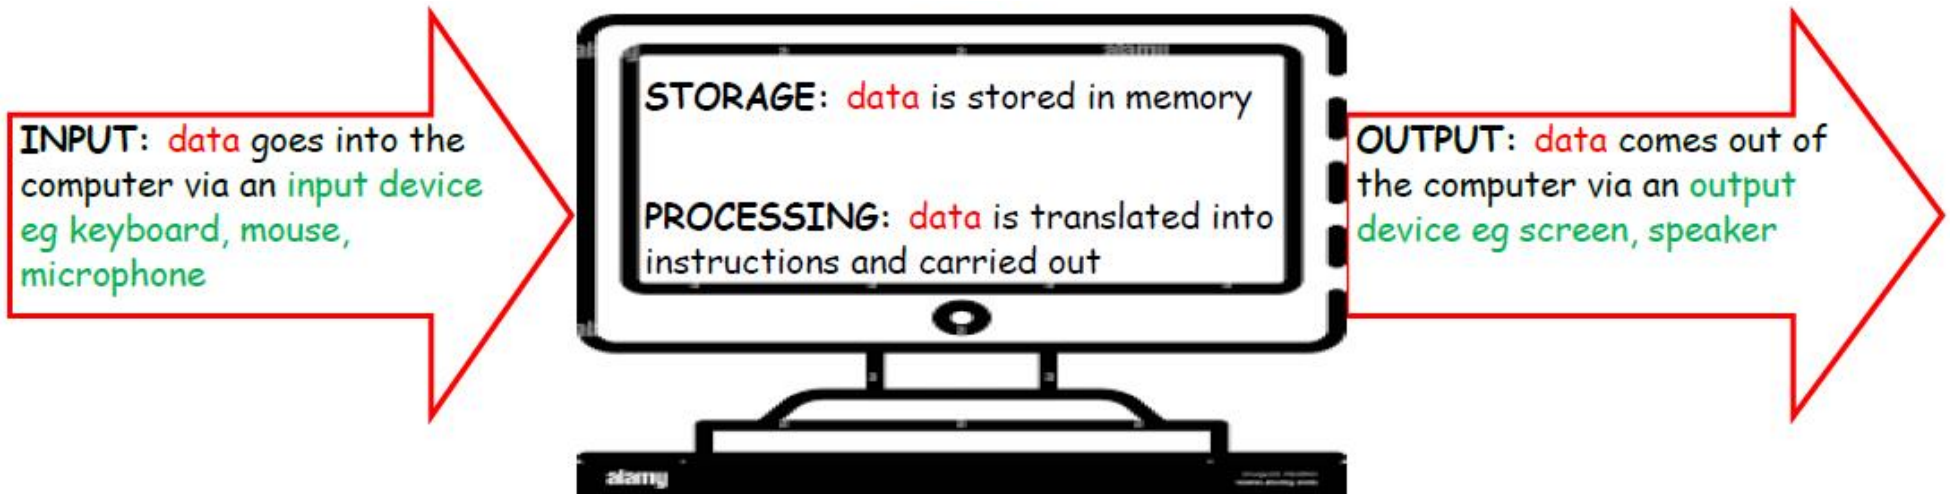 INPUT: data goes into the
computer via an input device
eg keyboard, mouse,
microphone
STORAGE: data is stored in memory
PROCESSING: data is translated into
instructions and carried out
OUTPUT: data comes out of
the computer via an output
device eg screen, speaker
alamy